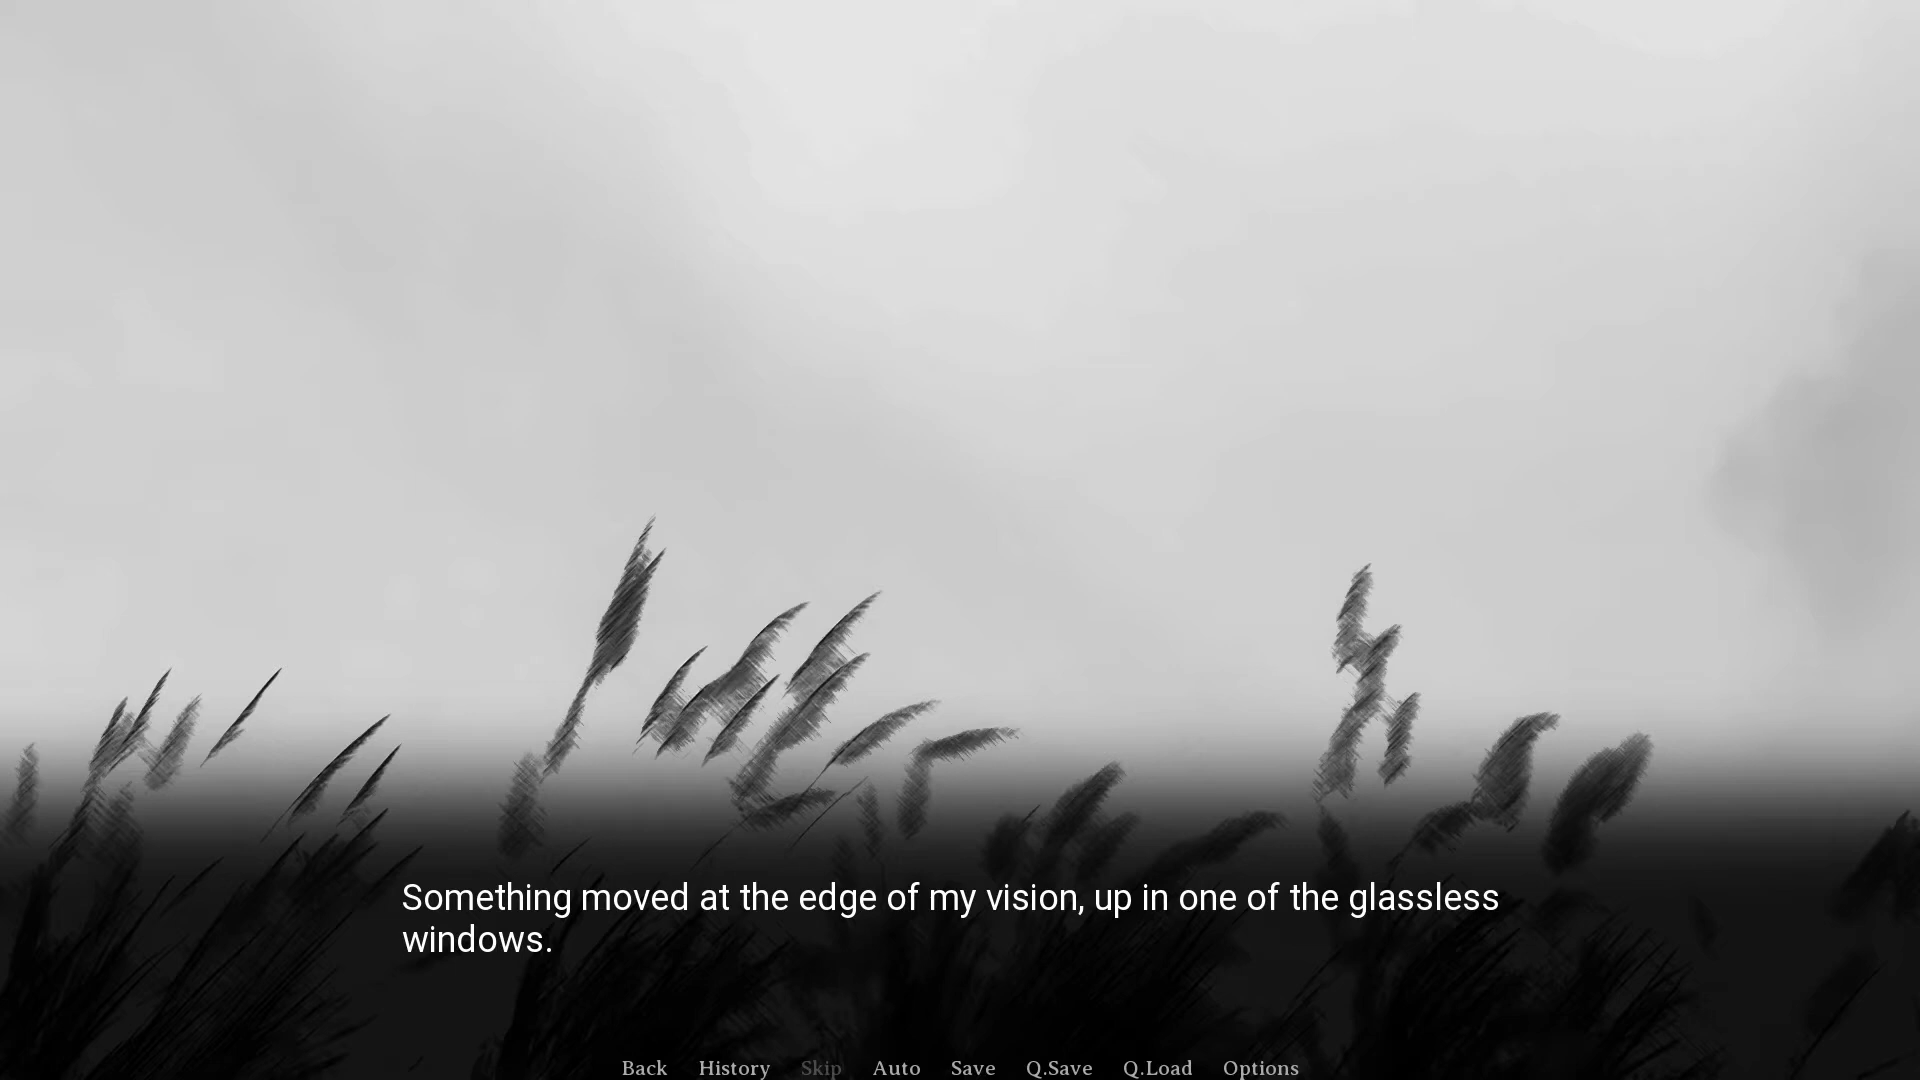 Something moved at the edge of my vision, up in one of the glassless
windows.
Back History Skip Auto Save Q.Save Q.Load Options